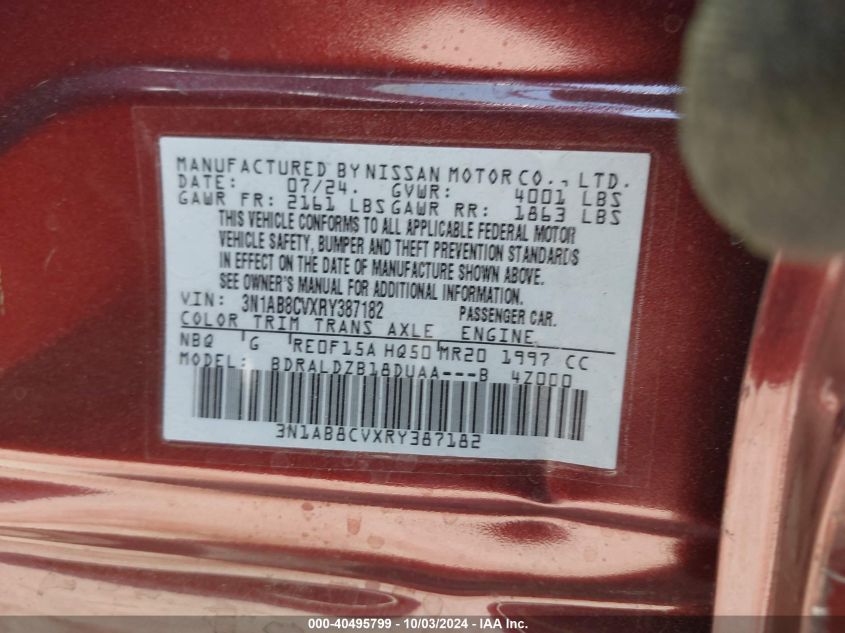 MANUFACTURED BY NISSAN MOTOR CO., LTD.
DATE: 07/24. GVWR: 4001 LBS
GAWR FR: 2161 LBS GAWR RR: 1863 LBS
THIS VEHICLE CONFORMS TO ALL APPLICABLE FEDERAL MOTOR
VEHICLE SAFETY, BUMPER AND THEFT PREVENTION STANDARDS
IN EFFECT ON THE DATE OF MANUFACTURE SHOWN ABOVE.
SEE OWNER'S MANUAL FOR ADDITIONAL INFORMATION.
VIN: 3N1AB8CVXRY387182 PASSENGER CAR.
COLOR TRIM TRANS AXLE ENGINE
NBQ G RE0F15A HQ50 MR20 1997 CC
MODEL: BDRALDZB18DUAA---B 4Z000
3N1AB8CVXRY387182
000-40495799 - 10/03/2024 - IAA Inc.